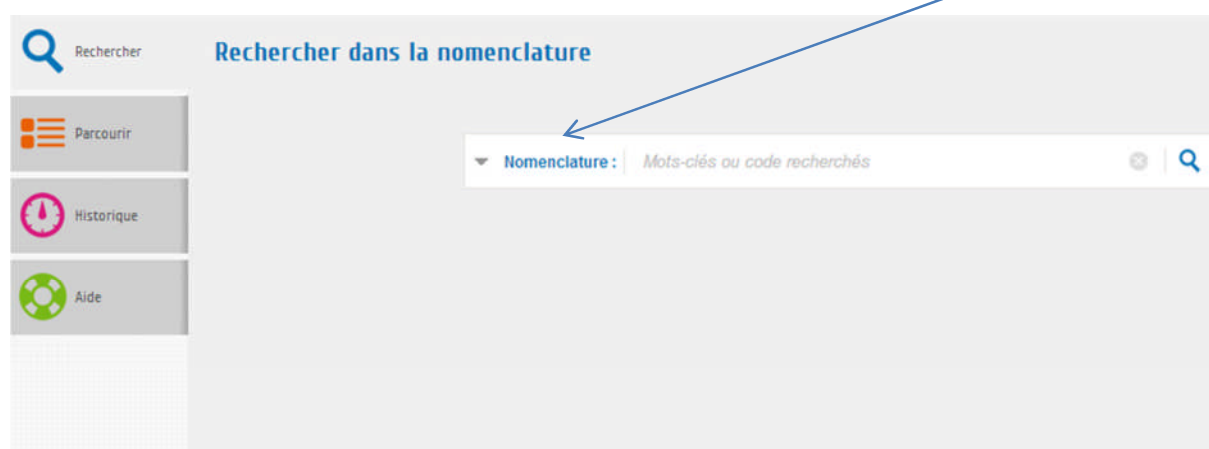 Rechercher
Rechercher dans la nomenclature
Parcourir
Nomenclature : Mots-clés ou code recherchés
Historique
Aide